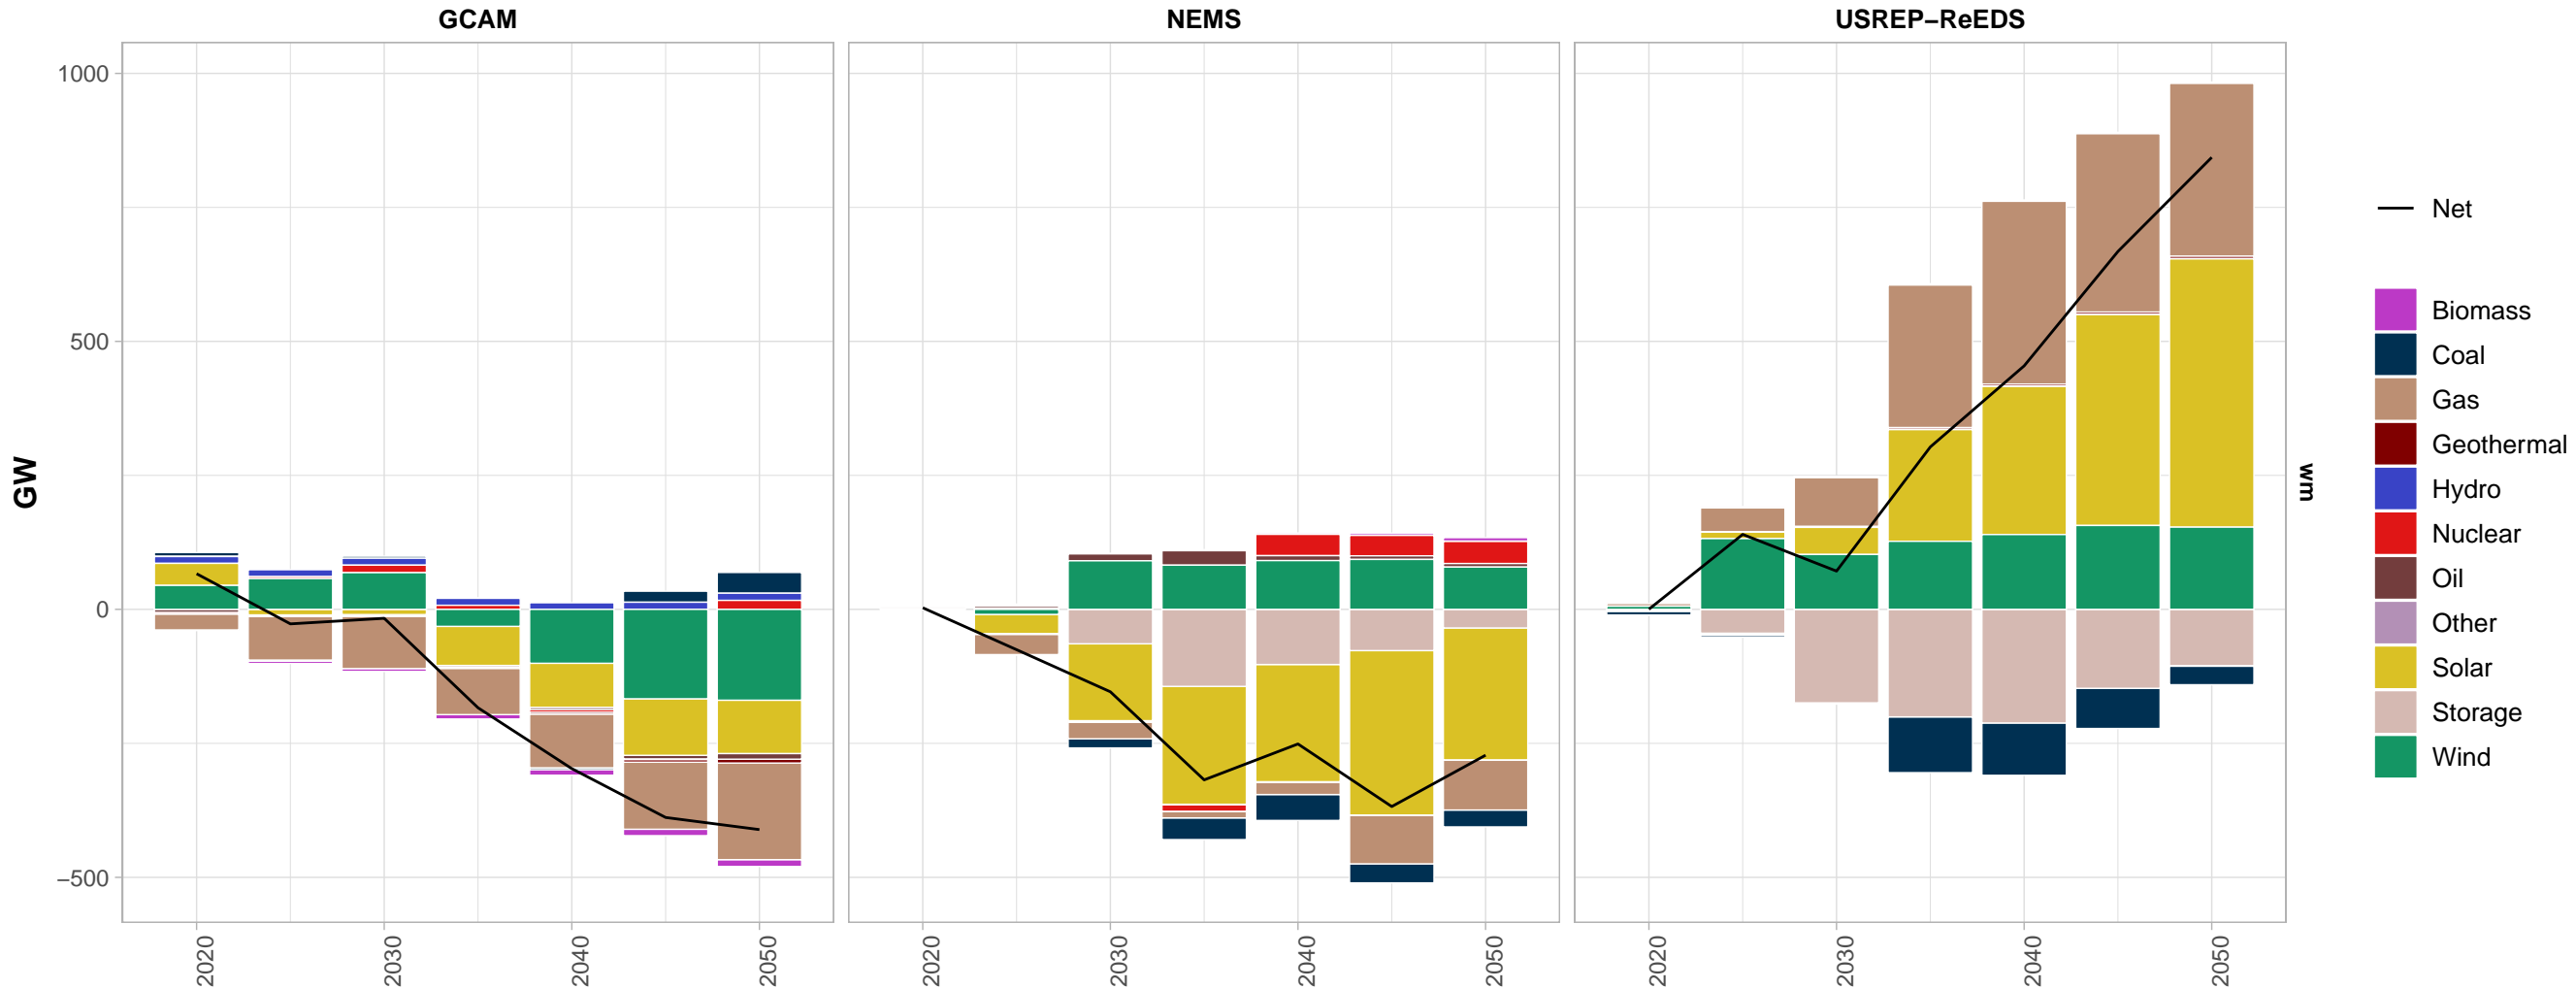 GCAM
NEMS
USREP−ReEDS
1000
500
0
−500
GW
2020
2030
2040
2050
2020
2030
2040
2050
2020
2030
2040
2050
wm
Net
Biomass
Coal
Gas
Geothermal
Hydro
Nuclear
Oil
Other
Solar
Storage
Wind